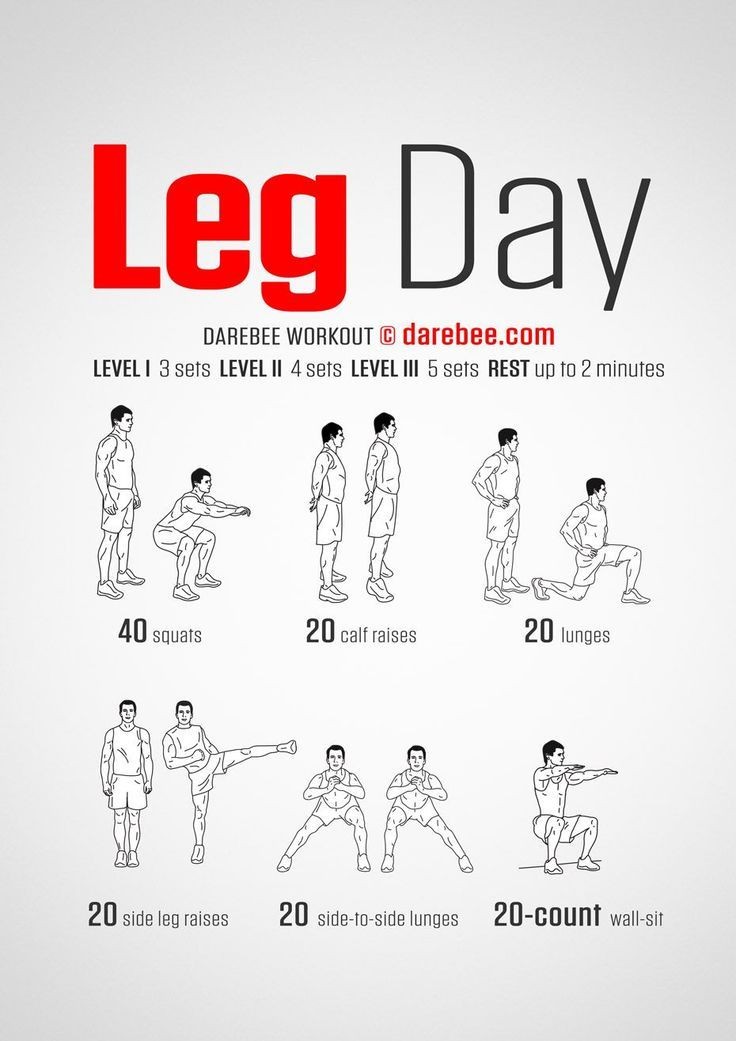 Leg Day
DAREBEE WORKOUT © darebee.com
LEVEL I 3 sets LEVEL II 4 sets LEVEL III 5 sets REST up to 2 minutes
40 squats
20 calf raises
20 lunges
20 side leg raises
20 side-to-side lunges
20-count wall-sit